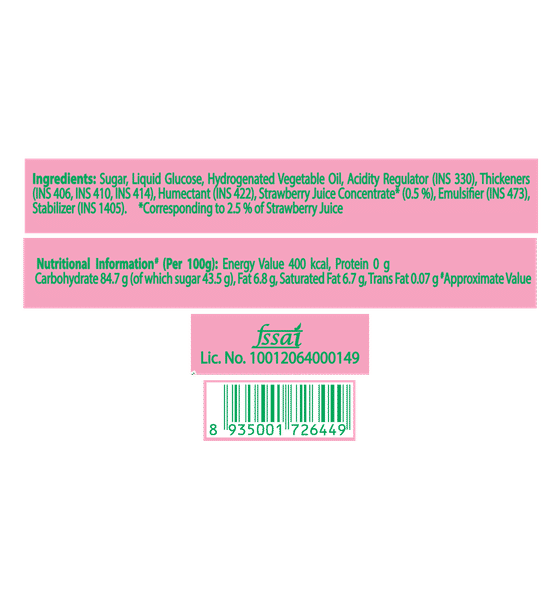 Ingredients: Sugar, Liquid Glucose, Hydrogenated Vegetable Oil, Acidity Regulator (INS 330), Thickeners
(INS 406, INS 410, INS 414), Humectant (INS 422), Strawberry Juice Concentrate* (0.5 %), Emulsifier (INS 473),
Stabilizer (INS 1405). *Corresponding to 2.5 % of Strawberry Juice
Nutritional Information# (Per 100g): Energy Value 400 kcal, Protein 0 g
Carbohydrate 84.7 g (of which sugar 43.5 g), Fat 6.8 g, Saturated Fat 6.7 g, Trans Fat 0.07 g #Approximate Value
fssai
Lic. No. 10012064000149
8 935001 726449